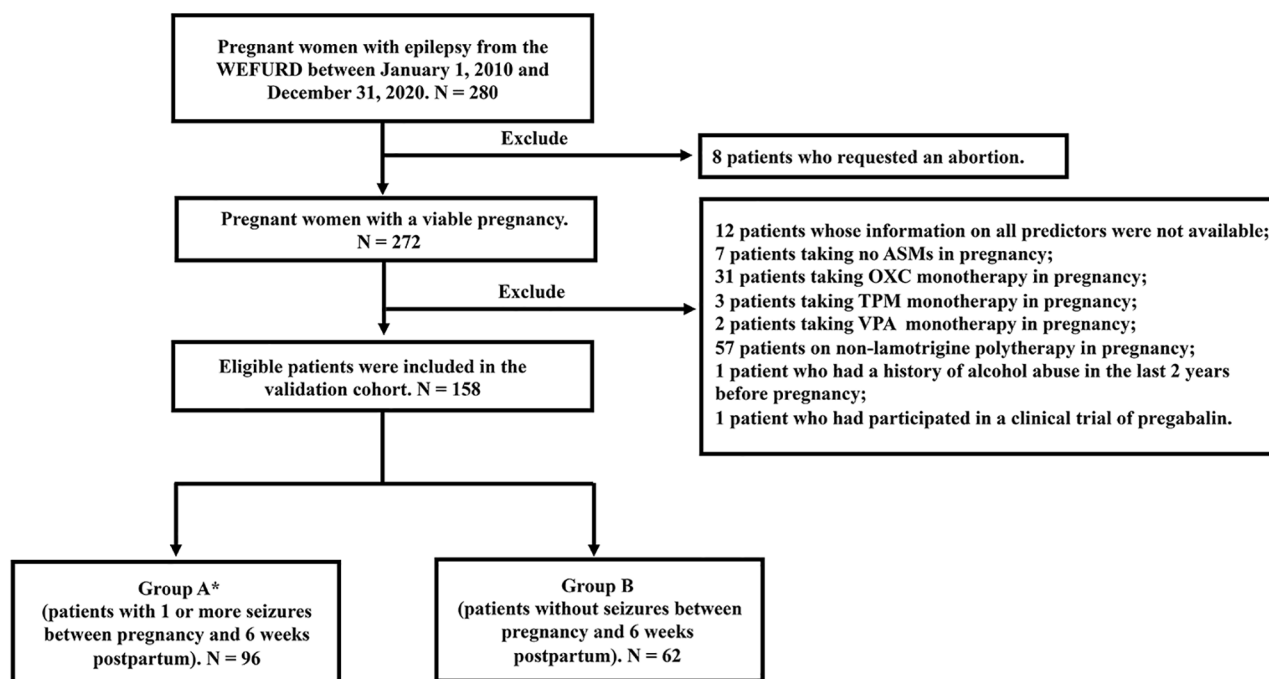 Pregnant women with epilepsy from the
WEFURD between January 1, 2010 and
December 31, 2020. N = 280
Exclude
8 patients who requested an abortion.
Pregnant women with a viable pregnancy.
N = 272
Exclude
12 patients whose information on all predictors were not available;
7 patients taking no ASMs in pregnancy;
31 patients taking OXC monotherapy in pregnancy;
3 patients taking TPM monotherapy in pregnancy;
2 patients taking VPA monotherapy in pregnancy;
57 patients on non-lamotrigine polytherapy in pregnancy;
1 patient who had a history of alcohol abuse in the last 2 years
before pregnancy;
1 patient who had participated in a clinical trial of pregabalin.
Eligible patients were included in the
validation cohort. N = 158
Group A*
(patients with 1 or more seizures
between pregnancy and 6 weeks
postpartum). N = 96
Group B
(patients without seizures between
pregnancy and 6 weeks
postpartum). N = 62